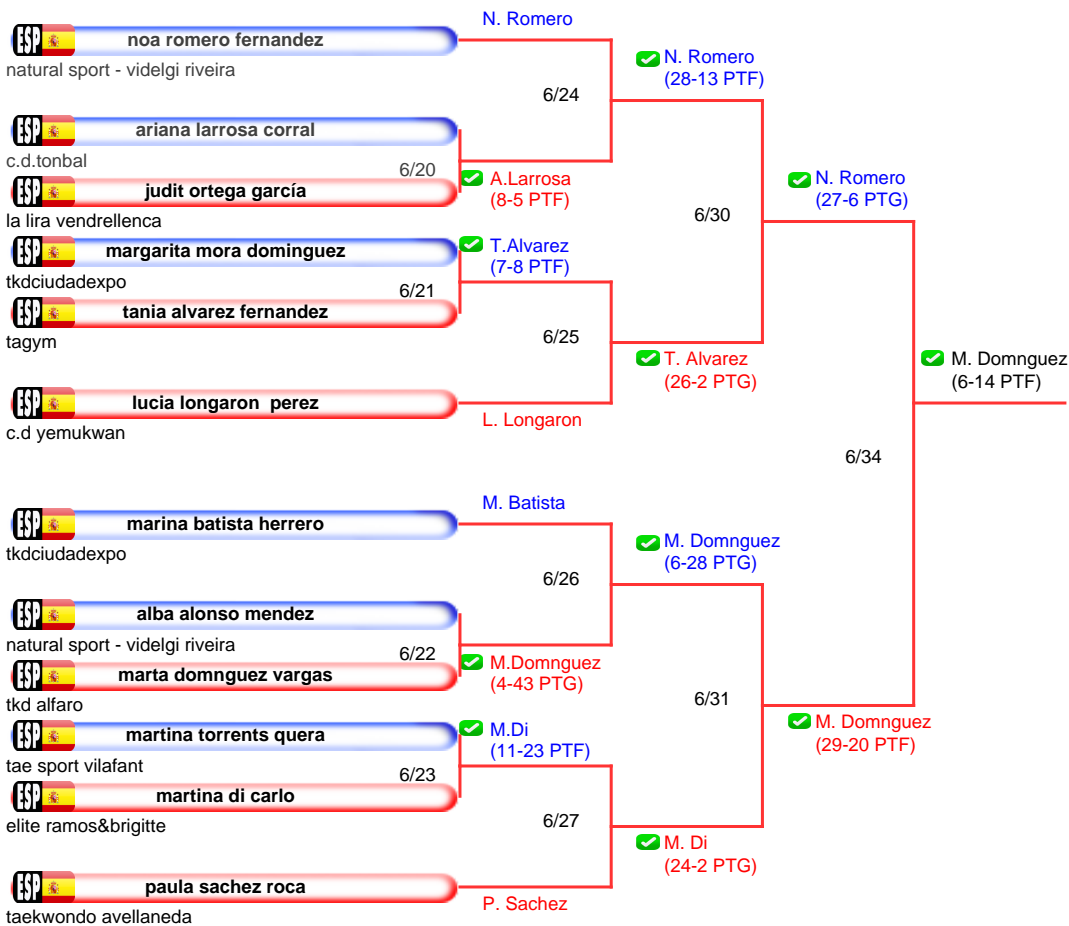 N. Romero
ESP noa romero fernandez
natural sport - videlgi riveira
N. Romero
(28-13 PTF)
6/24
ESP ariana larrosa corral
c.d.tonbal
6/20
A.Larrosa
(8-5 PTF)
ESP judit ortega garcía
la lira vendrellenca
N. Romero
(27-6 PTG)
6/30
ESP margarita mora dominguez
tkdciudadexpo
T.Alvarez
(7-8 PTF)
6/21
ESP tania alvarez fernandez
tagym
6/25
T. Alvarez
(26-2 PTG)
M. Domnguez
(6-14 PTF)
ESP lucia longaron  perez
c.d yemukwan
L. Longaron
6/34
M. Batista
ESP marina batista herrero
tkdciudadexpo
M. Domnguez
(6-28 PTG)
6/26
ESP alba alonso mendez
natural sport - videlgi riveira
6/22
M.Domnguez
(4-43 PTG)
ESP marta domnguez vargas
tkd alfaro
6/31
M. Domnguez
(29-20 PTF)
ESP martina torrents quera
tae sport vilafant
M.Di
(11-23 PTF)
6/23
ESP martina di carlo
elite ramos&brigitte
6/27
M. Di
(24-2 PTG)
ESP paula sachez roca
taekwondo avellaneda
P. Sachez